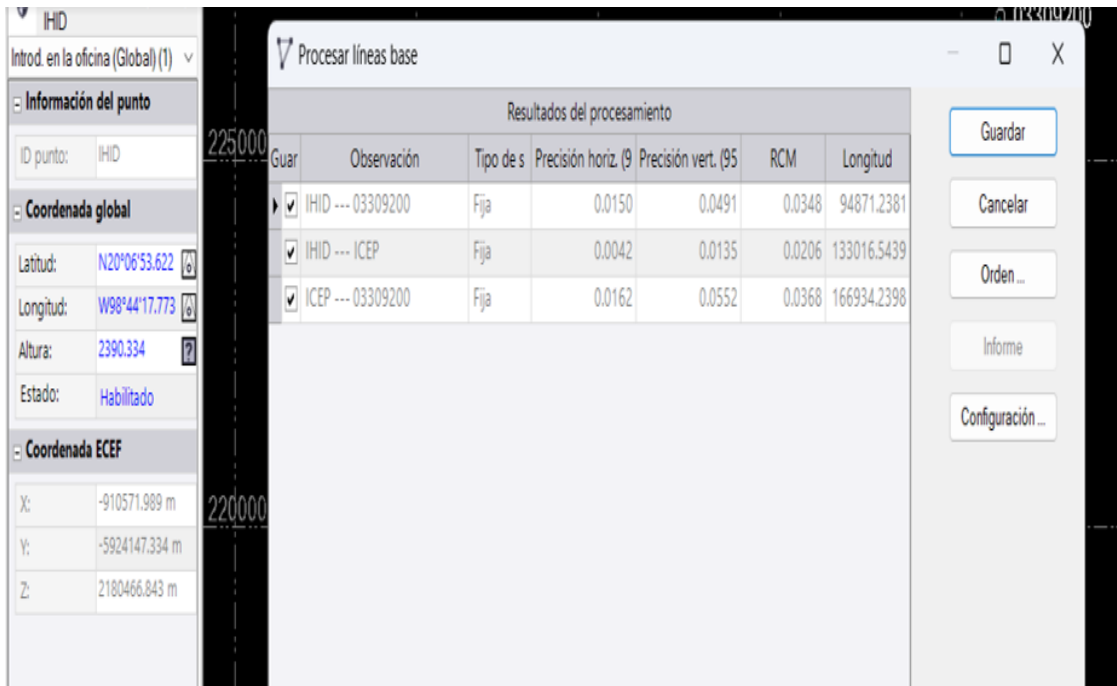 IHID
Introd. en la oficina (Global) (1)
Información del punto
ID punto: IHID
Coordenada global
Latitud: N20°06'53.622
Longitud: W98°44'17.773
Altura: 2390.334
?
Estado: Habilitado
Coordenada ECEF
X: -910571.989 m
Y: -5924147.334 m
Z: 2180466.843 m
225000
220000
03309200
Procesar líneas base
Resultados del procesamiento
Guar Observación Tipo de s Precisión horiz. (9 Precisión vert. (95 RCM Longitud
IHID --- 03309200 Fija 0.0150 0.0491 0.0348 94871.2381
IHID --- ICEP Fija 0.0042 0.0135 0.0206 133016.5439
ICEP --- 03309200 Fija 0.0162 0.0552 0.0368 166934.2398
Guardar
Cancelar
Orden ...
Informe
Configuración ...